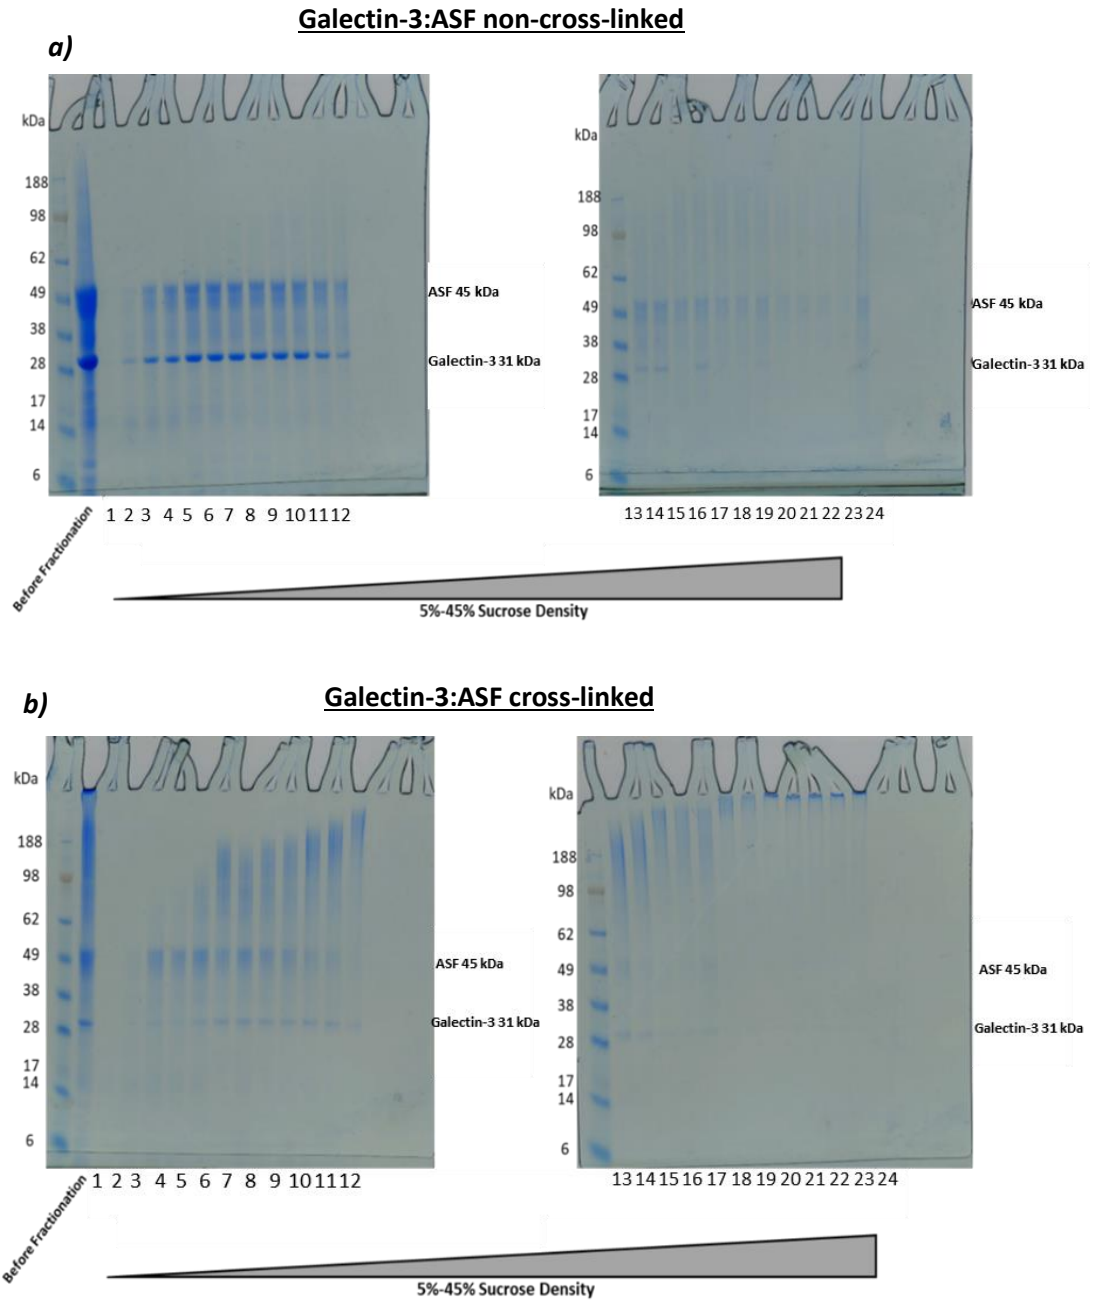 Galectin-3:ASF non-cross-linked
a)
kDa
188
98
62
49
38
28
17
14
6
ASF 45 kDa
Galectin-3 31 kDa
kDa
188
98
62
49
38
28
17
14
6
ASF 45 kDa
Galectin-3 31 kDa
Before Fractionation
1 2 3 4 5 6 7 8 9 10 11 12
13 14 15 16 17 18 19 20 21 22 23 24
5%-45% Sucrose Density
Galectin-3:ASF cross-linked
b)
kDa
188
98
62
49
38
28
17
14
6
ASF 45 kDa
Galectin-3 31 kDa
kDa
188
98
62
49
38
28
17
14
6
ASF 45 kDa
Galectin-3 31 kDa
Before Fractionation
1 2 3 4 5 6 7 8 9 10 11 12
13 14 15 16 17 18 19 20 21 22 23 24
5%-45% Sucrose Density